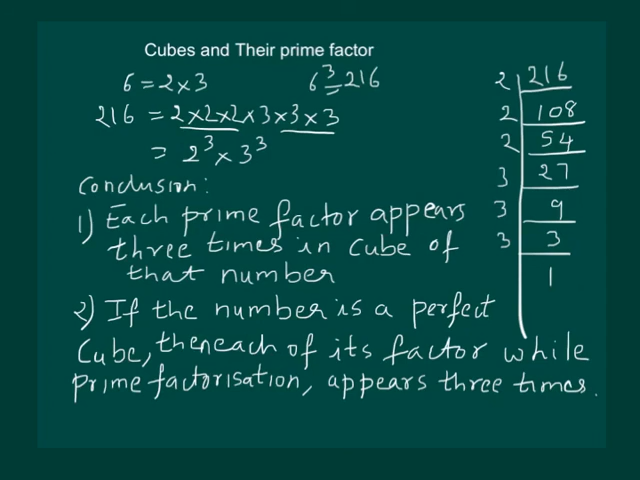 Cubes and Their prime factor
6 = 2 × 3
6³ = 216
216 = 2 × 2 × 2 × 3 × 3 × 3
= 2³ × 3³
Conclusion:
1) Each prime factor appears
three times in cube of
that number
2) If the number is a perfect
Cube, then each of its factor while
prime factorisation, appears three times.
2 | 216
2 | 108
2 | 54
3 | 27
3 | 9
3 | 3
| 1